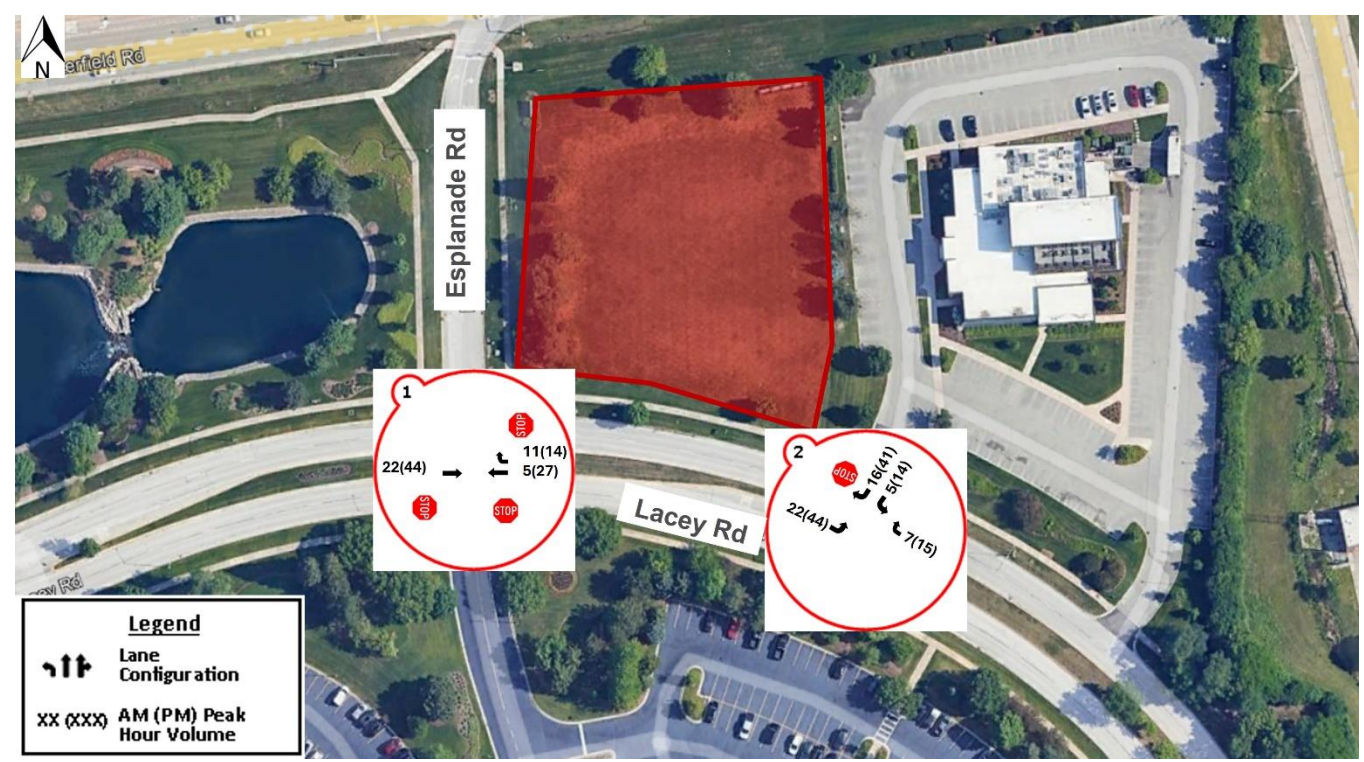 N
erfield Rd
Esplanade Rd
1
STOP
11(14)
22(44)
5(27)
STOP
STOP
2
STOP
16(41)
5(14)
22(44)
7(15)
Lacey Rd
ey Rd
Legend
Lane
Configuration
XX (XXX) AM (PM) Peak
Hour Volume